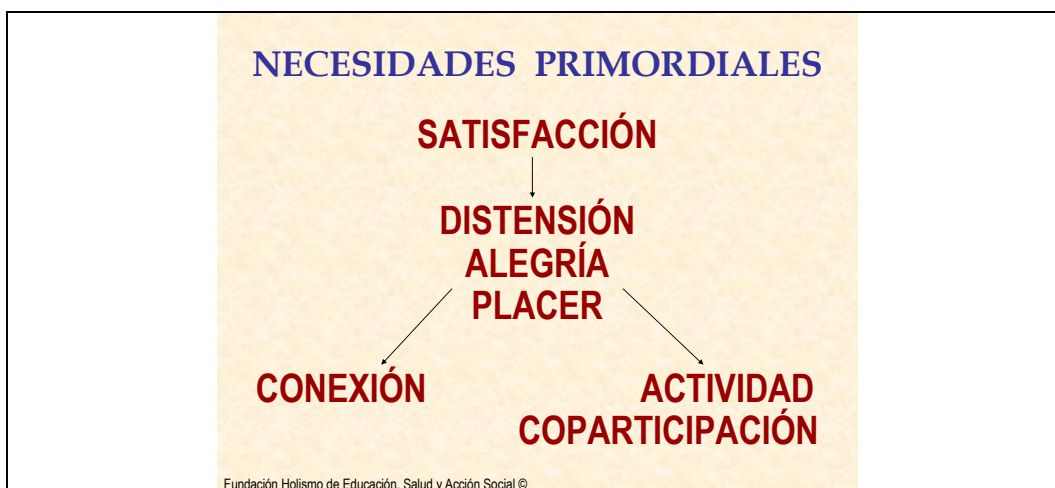 NECESIDADES PRIMORDIALES
SATISFACCIÓN
DISTENSIÓN
ALEGRÍA
PLACER
CONEXIÓN
ACTIVIDAD
COPARTICIPACIÓN
Fundación Holismo de Educación, Salud y Acción Social ©